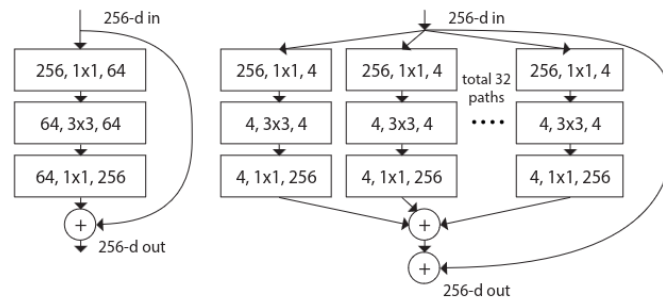 256-d in
256, 1x1, 64
64, 3x3, 64
64, 1x1, 256
+
256-d out
256-d in
256, 1x1, 4
256, 1x1, 4
total 32
paths
256, 1x1, 4
4, 3x3, 4
4, 3x3, 4
....
4, 3x3, 4
4, 1x1, 256
4, 1x1, 256
4, 1x1, 256
+
+
256-d out